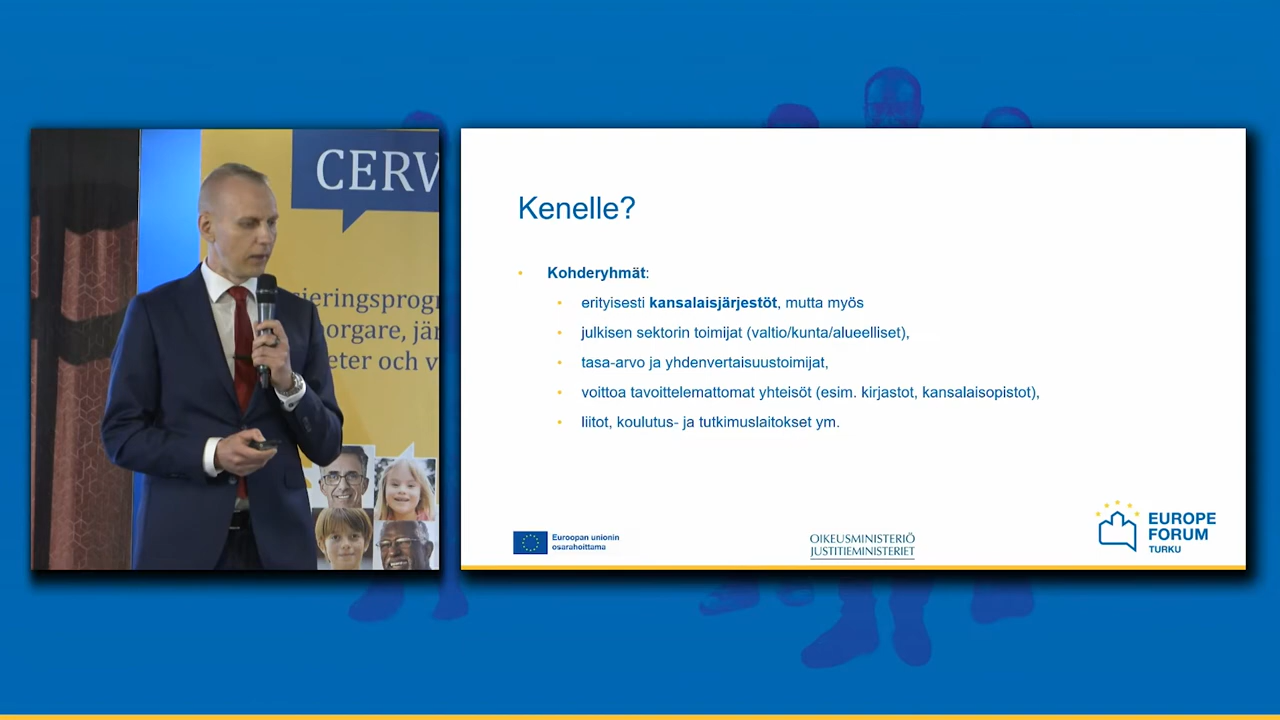 CERV
sieringsprogr
borgare, jär
eter och v
Kenelle?
• Kohderyhmät:
• erityisesti kansalaisjärjestöt, mutta myös
• julkisen sektorin toimijat (valtio/kunta/alueelliset),
• tasa-arvo ja yhdenvertaisuustoimijat,
• voittoa tavoittelemattomat yhteisöt (esim. kirjastot, kansalaisopistot),
• liitot, koulutus- ja tutkimuslaitokset ym.
Euroopan unionin
osarahoittama
OIKEUSMINISTERIÖ
JUSTITIEMINISTERIET
EUROPE
FORUM
TURKU